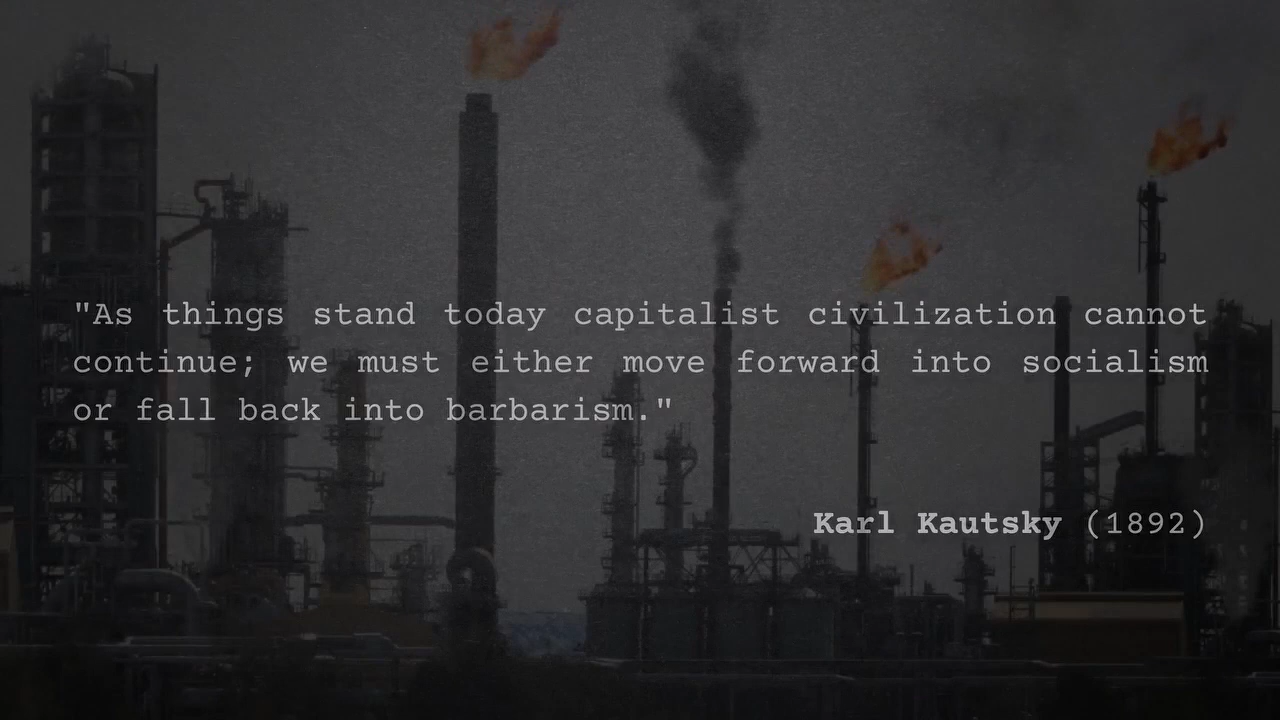 "As things stand today capitalist civilization cannot
continue; we must either move forward into socialism
or fall back into barbarism."
Karl Kautsky (1892)